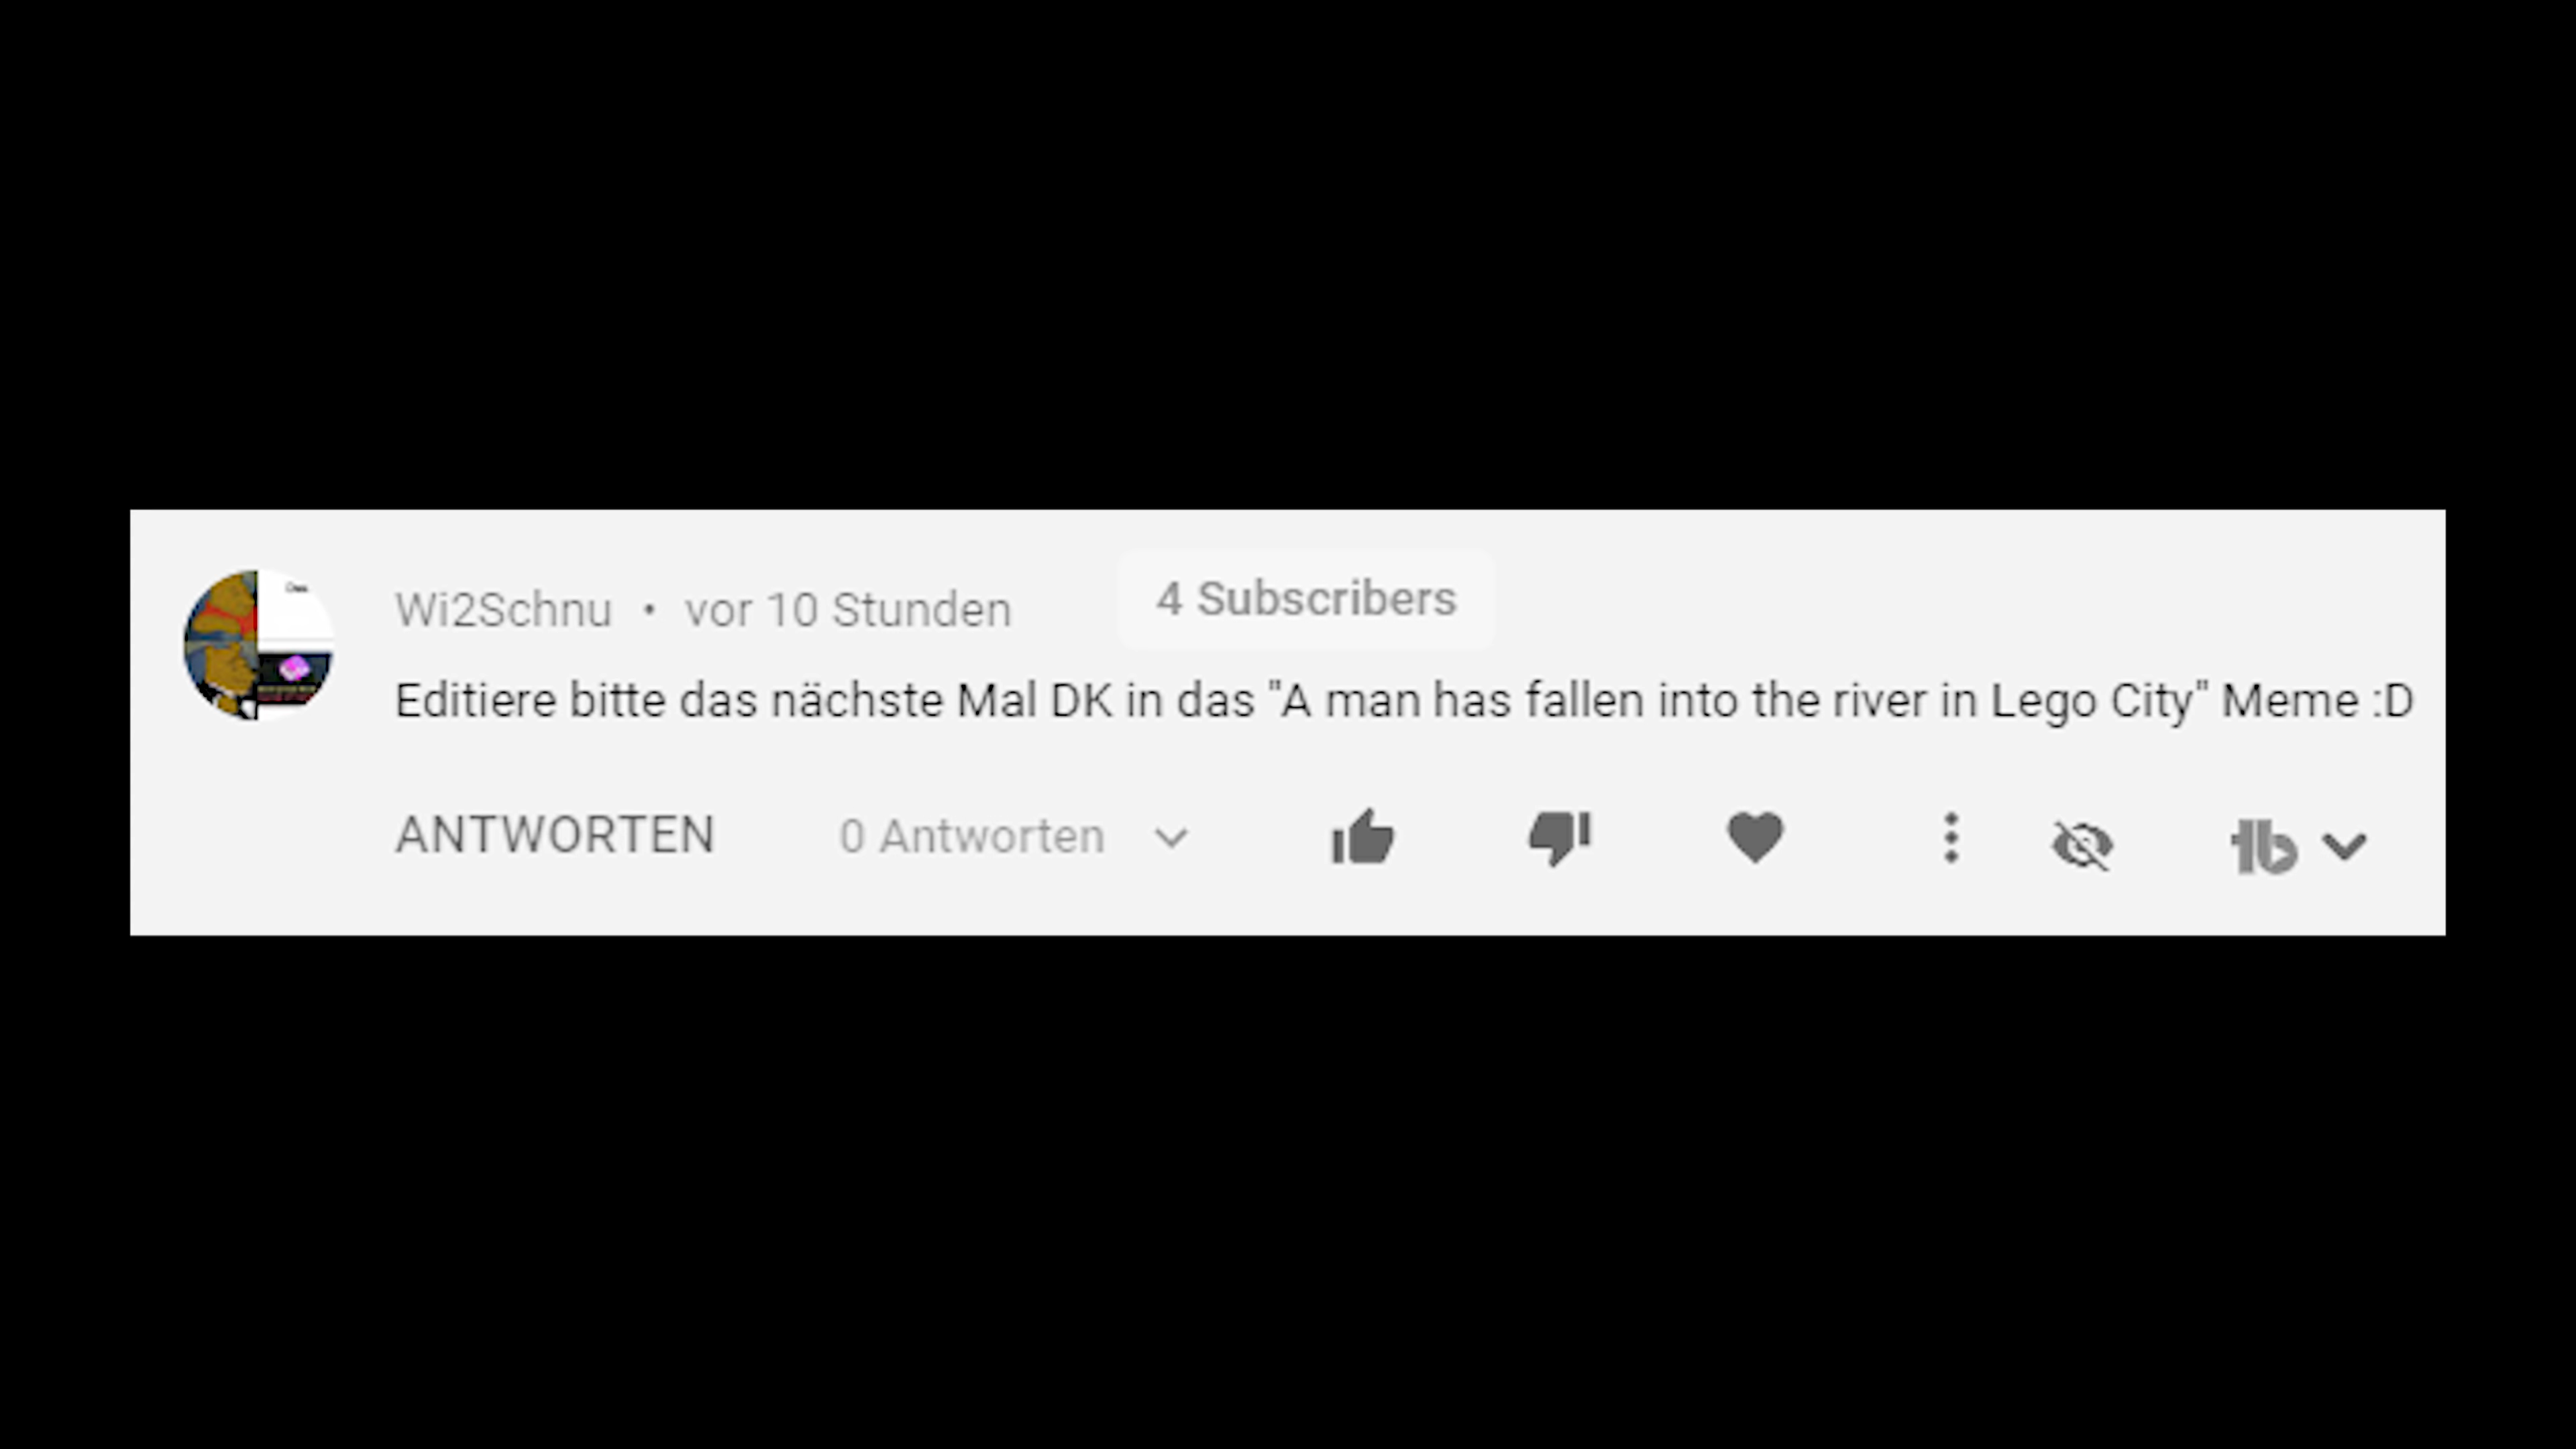 Wi2Schnu • vor 10 Stunden 4 Subscribers
Editiere bitte das nächste Mal DK in das "A man has fallen into the river in Lego City" Meme :D
ANTWORTEN 0 Antworten